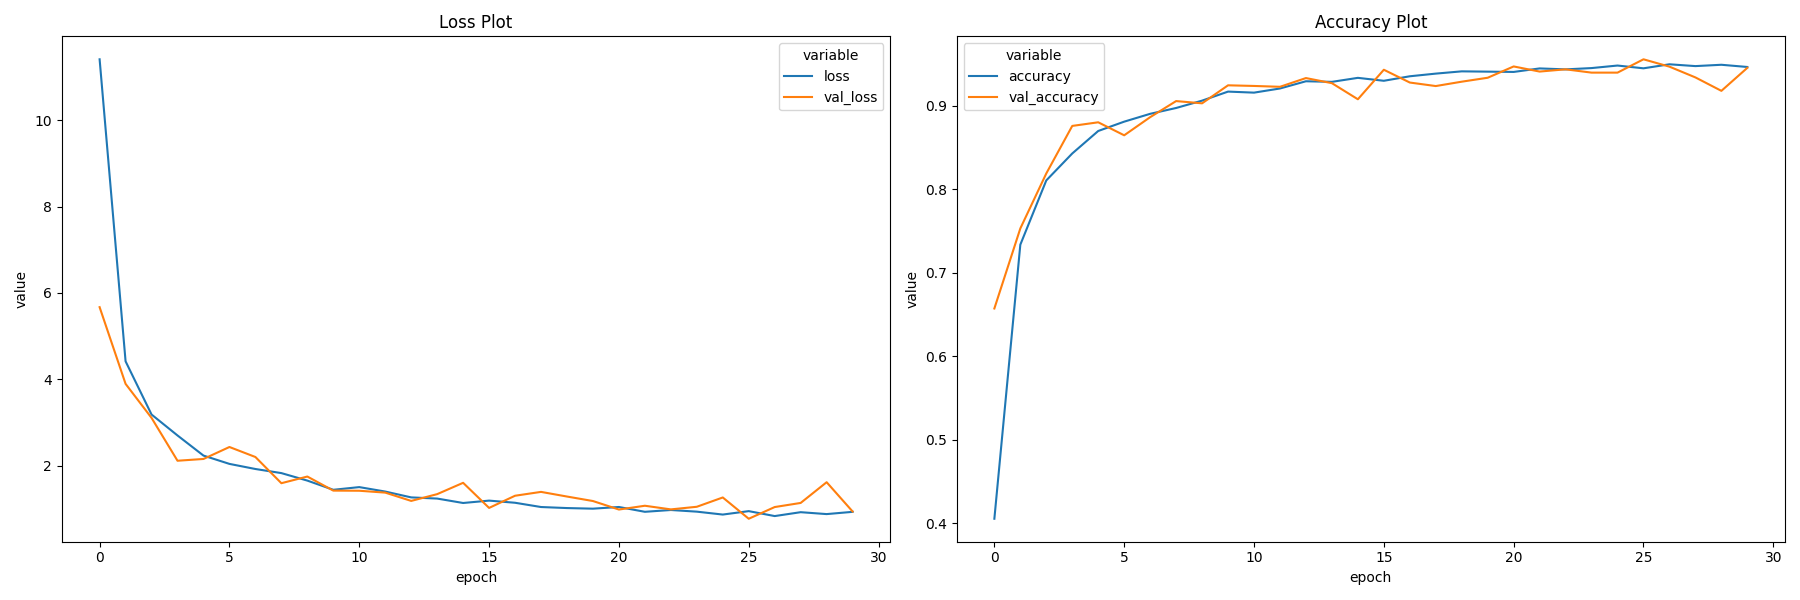 Loss Plot
variable
loss
val_loss
value
10
8
6
4
2
0 5 10 15 20 25 30
epoch
Accuracy Plot
variable
accuracy
val_accuracy
value
0.9
0.8
0.7
0.6
0.5
0.4
0 5 10 15 20 25 30
epoch